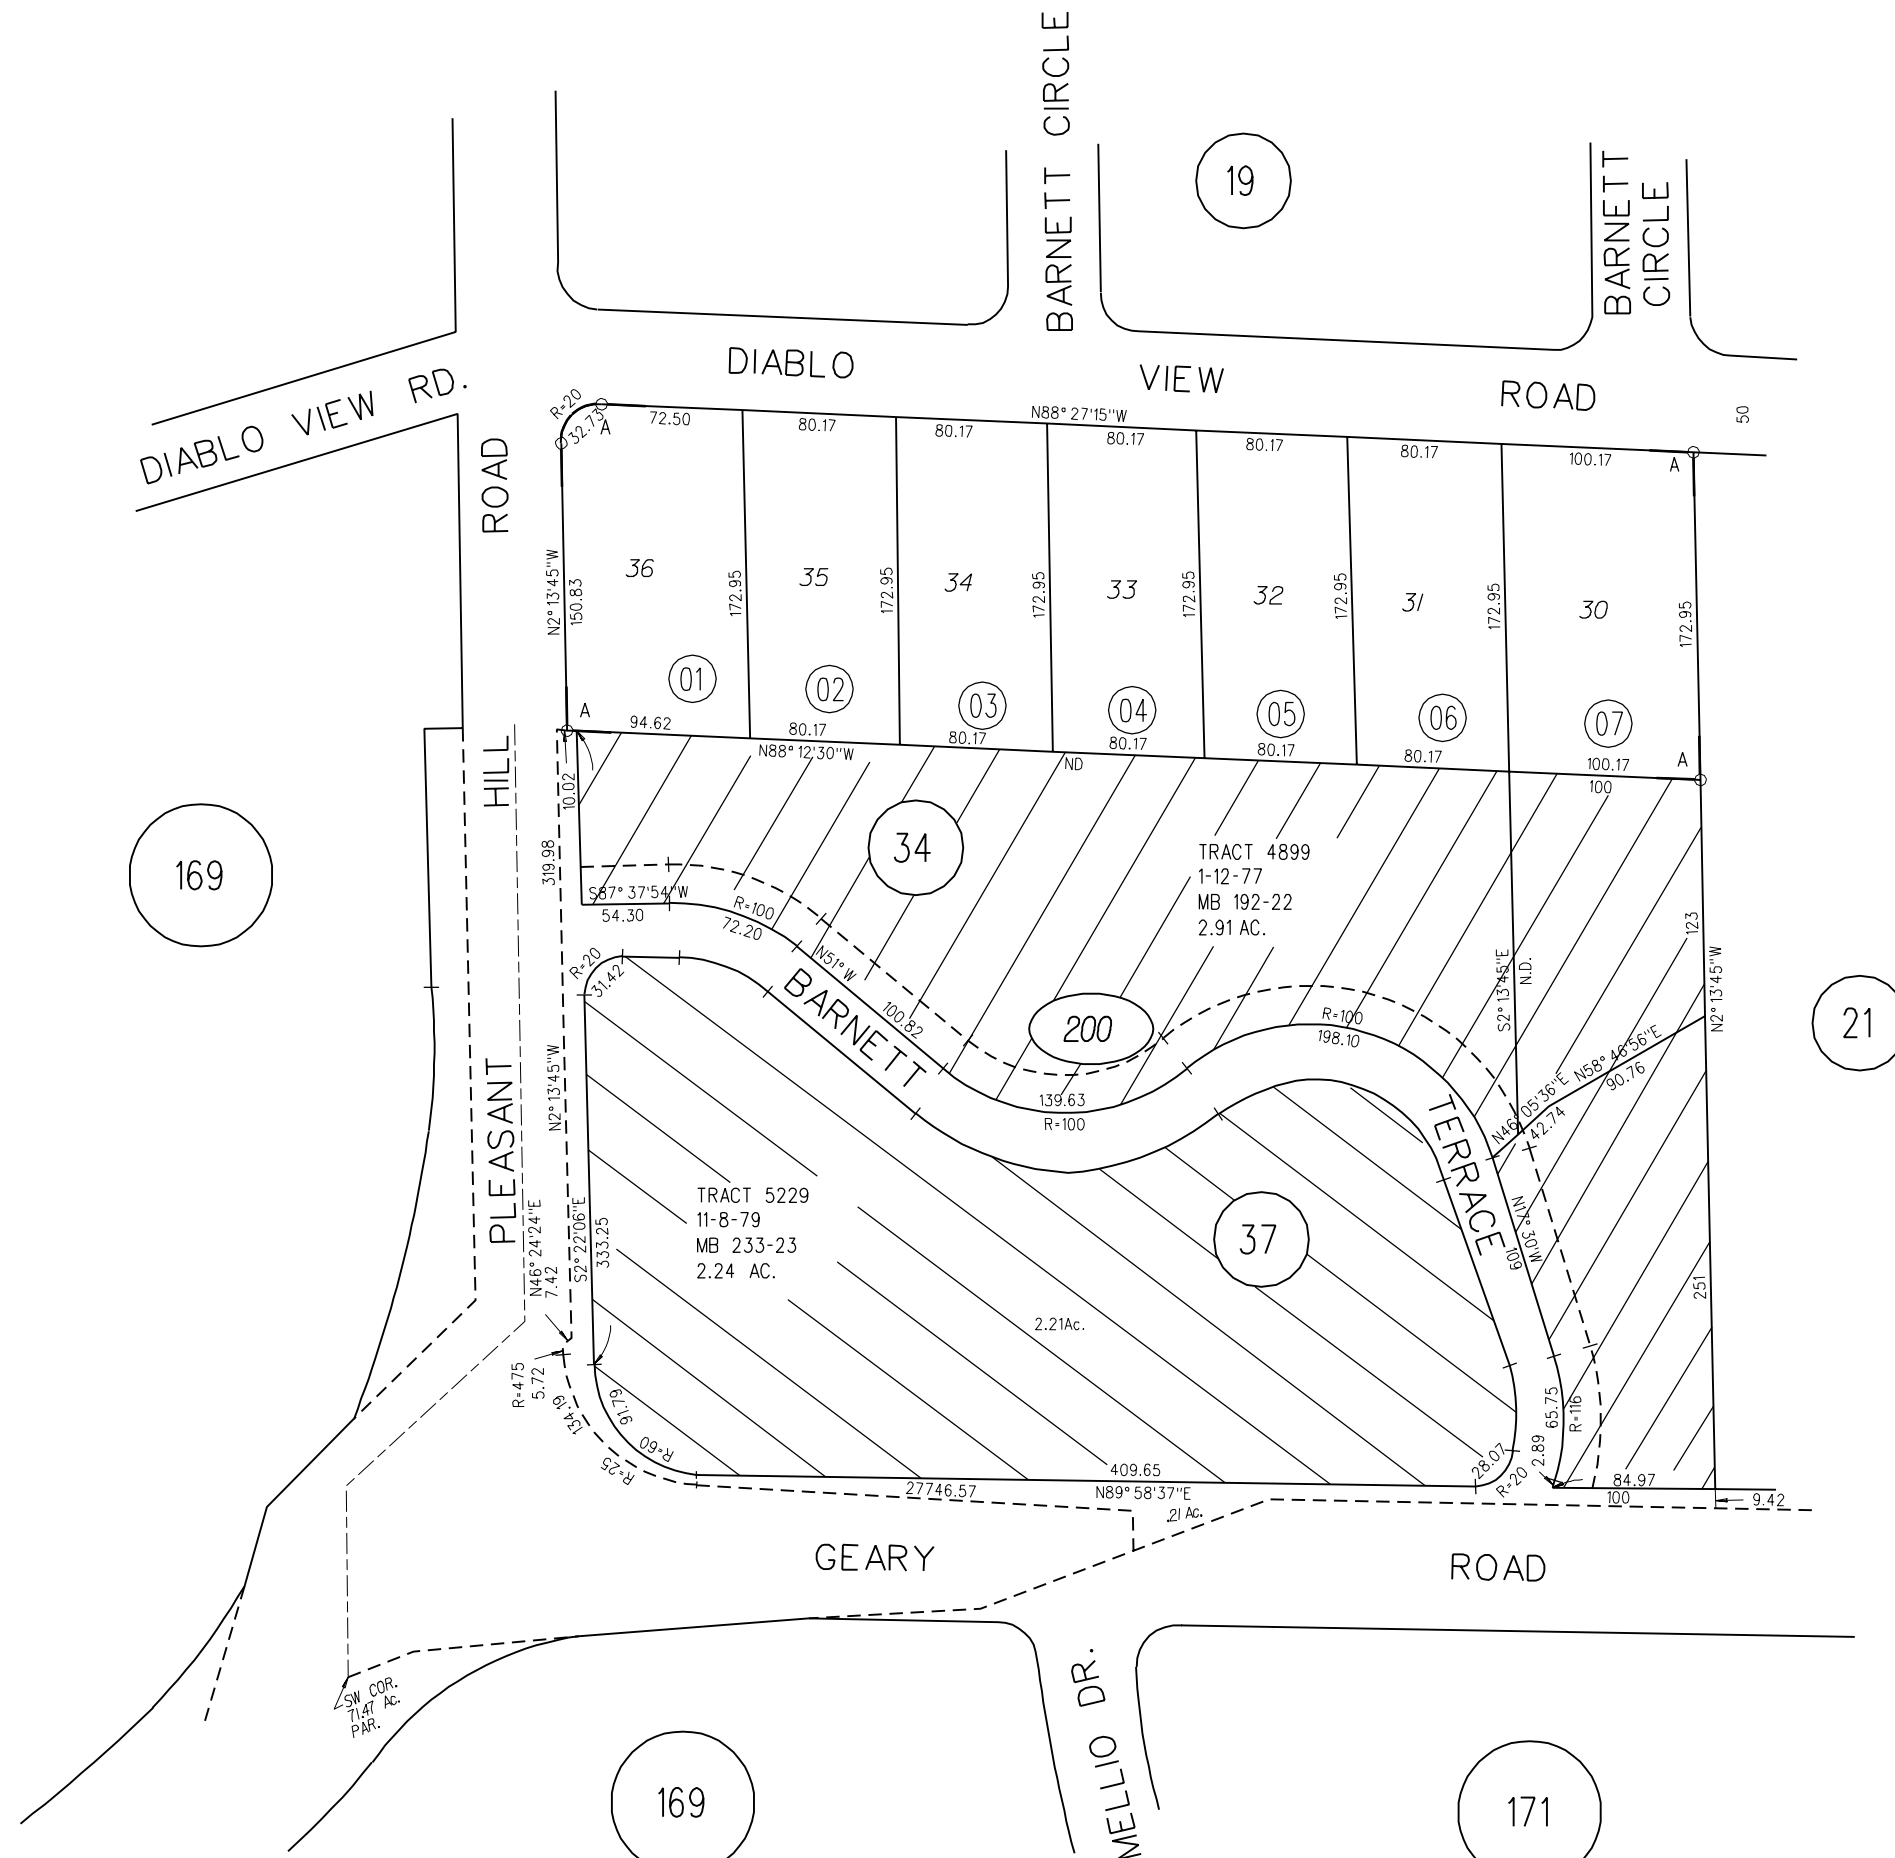 BARNETT CIRCLE
19
BARNETT
CIRCLE
DIABLO VIEW ROAD
DIABLO VIEW RD.
50
R=20
32.73
A
72.50
80.17
80.17
N88°27'15"W
80.17
80.17
80.17
100.17
A
ROAD
N2°13'45"W
150.83
36
172.95
35
172.95
34
172.95
33
172.95
32
172.95
31
172.95
30
172.95
01
02
03
04
05
06
07
A
94.62
80.17
80.17
80.17
80.17
80.17
100.17
A
N88°12'30"W
ND
100
HILL
10.02
319.98
169
34
TRACT 4899
1-12-77
MB 192-22
2.91 AC.
S87°37'54"W
54.30
R=100
72.20
N51°W
100.82
123
S2°13'45"E
N.D.
N2°13'45"W
21
R=20
31.42
BARNETT
200
R=100
198.10
139.63
R=100
N46°05'36"E
42.74
N58°46'56"E
90.76
TERRACE
PLEASANT
N2°13'45"W
TRACT 5229
11-8-79
MB 233-23
2.24 AC.
37
N17°30'W
109
S2°22'06"E
333.25
N46°24'24"E
7.42
251
2.21Ac.
R=475
5.72
134.19
91.79
R=60
R=25
65.75
R=116
2.89
28.07
R=20
409.65
27746.57
N89°58'37"E
84.97
100
9.42
.21 Ac.
GEARY ROAD
SW COR.
71.47 Ac.
PAR.
MELLIO DR.
169
171